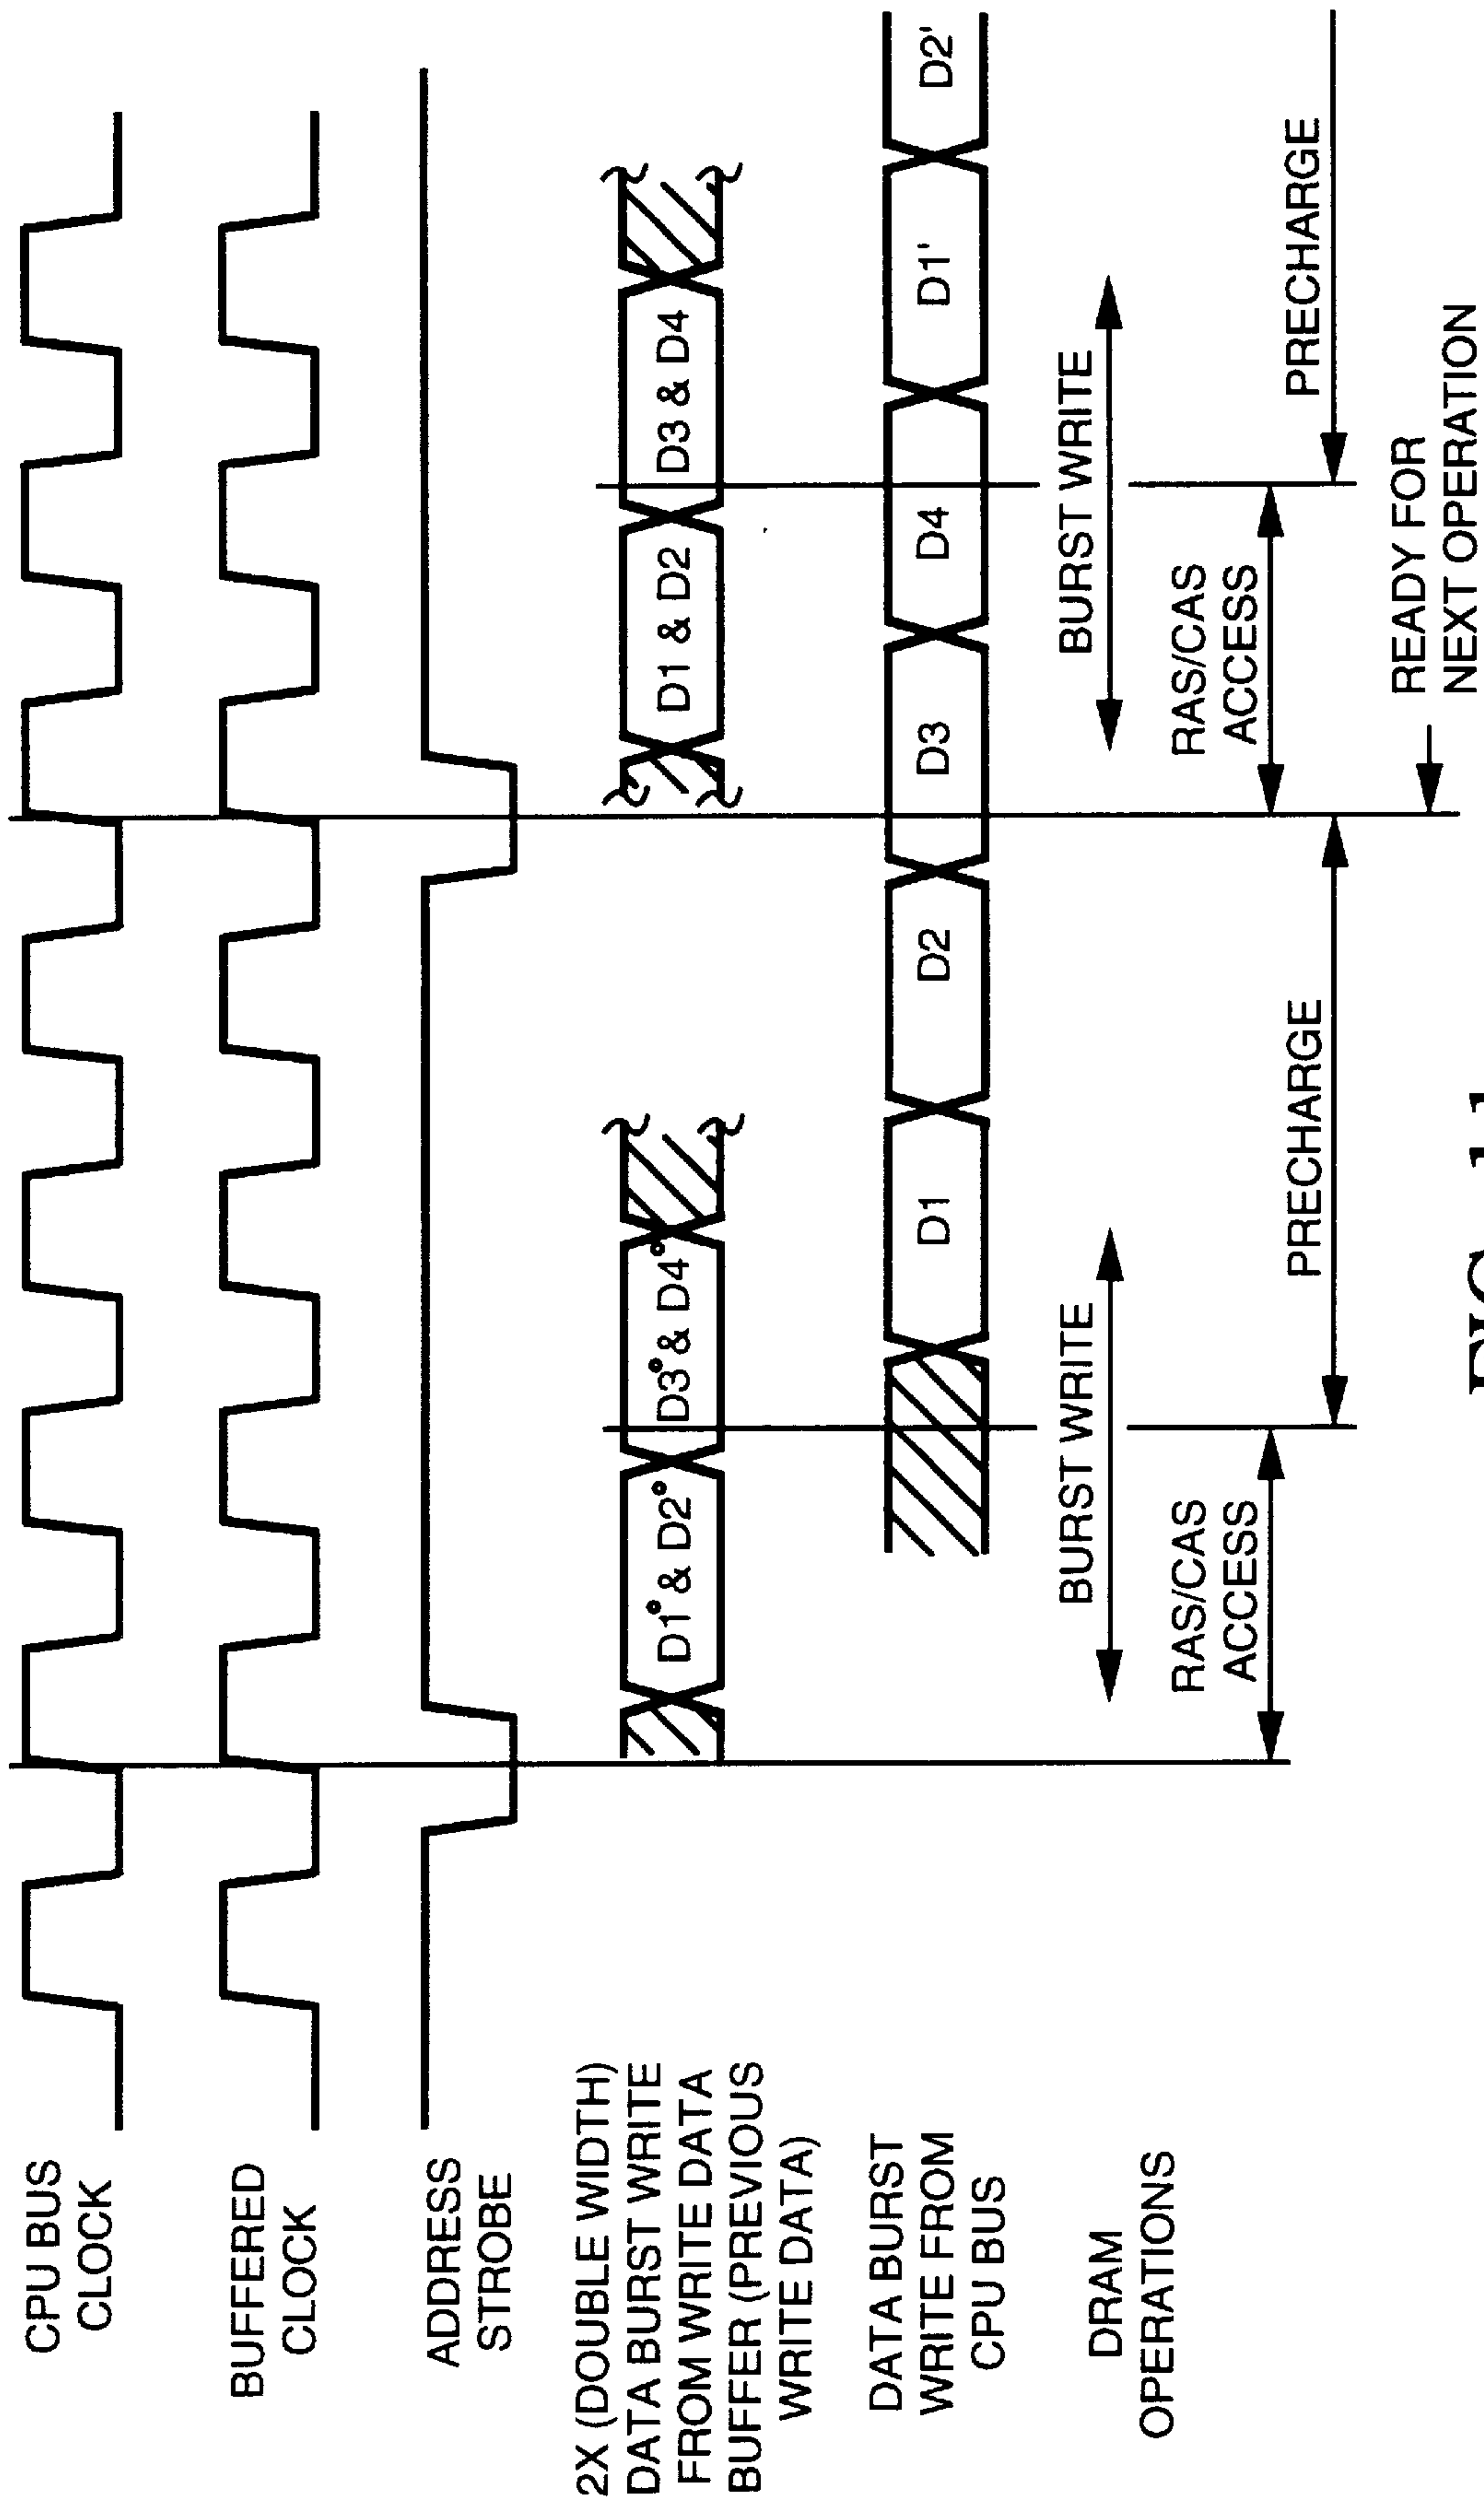 CPU BUS
CLOCK
BUFFERED
CLOCK
ADDRESS
STROBE
2X (DOUBLE WIDTH)
DATA BURST WRITE
FROM WRITE DATA
BUFFER (PREVIOUS
WRITE DATA)
D1° & D2°
D3° & D4°
D1 & D2
D3 & D4
DATA BURST
WRITE FROM
CPU BUS
D1
D2
D3
D4
D1'
D2'
DRAM
OPERATIONS
BURST WRITE
BURST WRITE
RAS/CAS
ACCESS
RAS/CAS
ACCESS
PRECHARGE
PRECHARGE
READY FOR
NEXT OPERATION